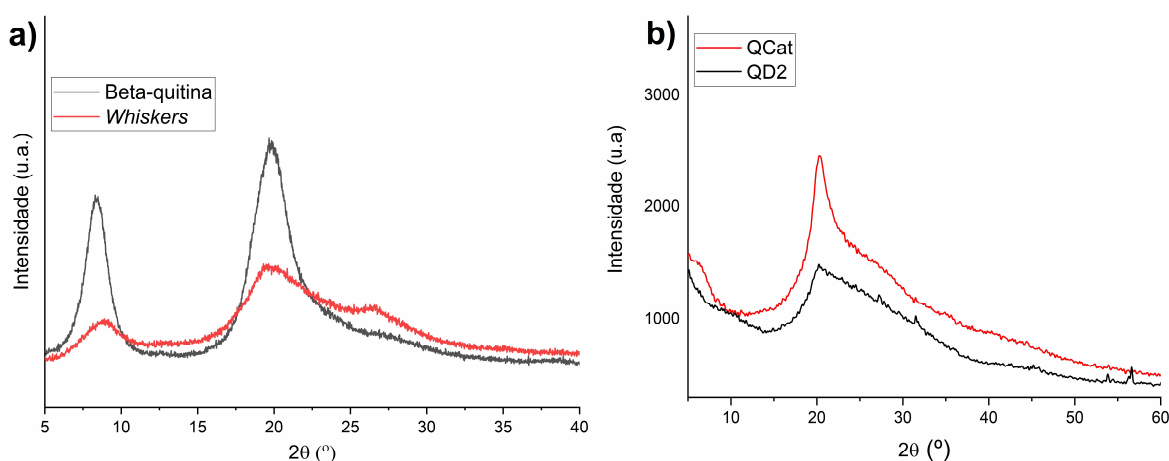 a)
Beta-quitina
Whiskers
Intensidade (u.a.)
5
10
15
20
25
30
35
40
2θ (º)
b)
QCat
QD2
Intensidade (u.a)
3000
2000
1000
10
20
30
40
50
60
2θ (º)